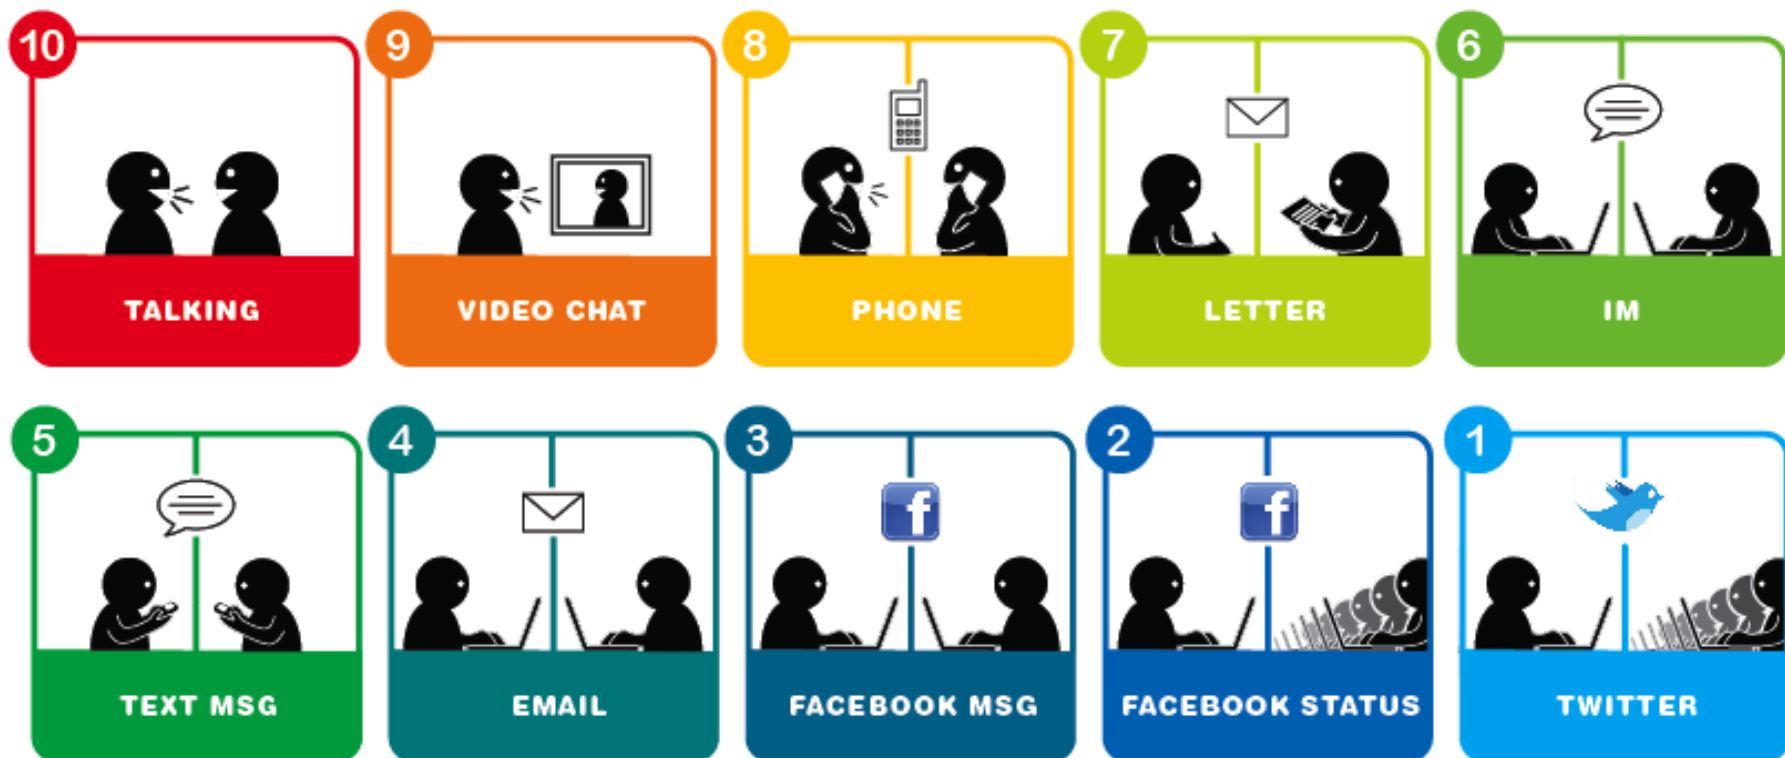 10
TALKING
9
VIDEO CHAT
8
PHONE
7
LETTER
6
IM
5
TEXT MSG
4
EMAIL
3
f
FACEBOOK MSG
2
f
FACEBOOK STATUS
1
TWITTER